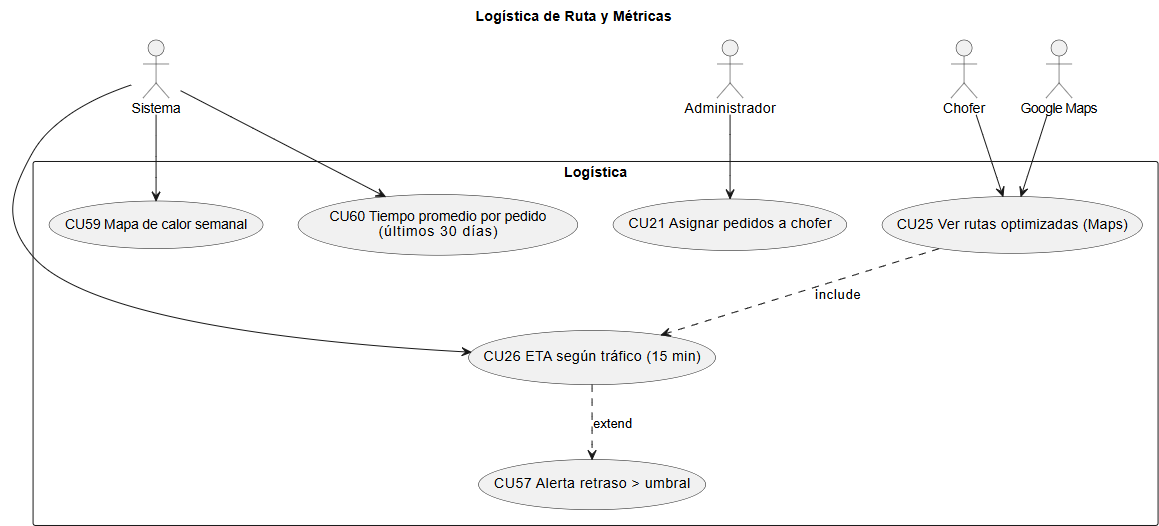 Logística de Ruta y Métricas
Sistema
Administrador
Chofer
Google Maps
Logística
CU59 Mapa de calor semanal
CU60 Tiempo promedio por pedido
(últimos 30 días)
CU21 Asignar pedidos a chofer
CU25 Ver rutas optimizadas (Maps)
include
CU26 ETA según tráfico (15 min)
extend
CU57 Alerta retraso > umbral